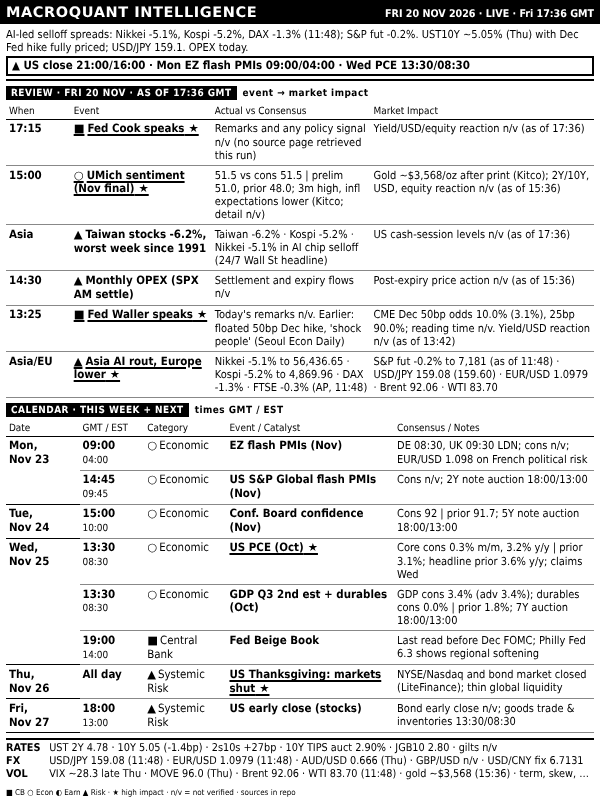 MACROQUANT INTELLIGENCE FRI 20 NOV 2026 · LIVE · Fri 17:36 GMT
AI-led selloff spreads: Nikkei -5.1%, Kospi -5.2%, DAX -1.3% (11:48); S&P fut -0.2%. UST10Y ~5.05% (Thu) with Dec
Fed hike fully priced; USD/JPY 159.1. OPEX today.
▲ US close 21:00/16:00 · Mon EZ flash PMIs 09:00/04:00 · Wed PCE 13:30/08:30
REVIEW · FRI 20 NOV · AS OF 17:36 GMT event → market impact
When Event Actual vs Consensus Market Impact
17:15 ■ Fed Cook speaks ★ Remarks and any policy signal Yield/USD/equity reaction n/v (as of 17:36)
n/v (no source page retrieved
this run)
15:00 ○ UMich sentiment 51.5 vs cons 51.5 | prelim Gold ~$3,568/oz after print (Kitco); 2Y/10Y,
(Nov final) ★ 51.0, prior 48.0; 3m high, infl USD, equity reaction n/v (as of 15:36)
expectations lower (Kitco;
detail n/v)
Asia ▲ Taiwan stocks -6.2%, Taiwan -6.2% · Kospi -5.2% · US cash-session levels n/v (as of 17:36)
worst week since 1991 Nikkei -5.1% in AI chip selloff
(24/7 Wall St headline)
14:30 ▲ Monthly OPEX (SPX Settlement and expiry flows Post-expiry price action n/v (as of 15:36)
AM settle) n/v
13:25 ■ Fed Waller speaks ★ Today's remarks n/v. Earlier: CME Dec 50bp odds 10.0% (3.1%), 25bp
floated 50bp Dec hike, 'shock 90.0%; reading time n/v. Yield/USD reaction
people' (Seoul Econ Daily) n/v (as of 13:42)
Asia/EU ▲ Asia AI rout, Europe Nikkei -5.1% to 56,436.65 · S&P fut -0.2% to 7,181 (as of 11:48) ·
lower ★ Kospi -5.2% to 4,869.96 · DAX USD/JPY 159.08 (159.60) · EUR/USD 1.0979
-1.3% · FTSE -0.3% (AP, 11:48) · Brent 92.06 · WTI 83.70
CALENDAR · THIS WEEK + NEXT times GMT / EST
Date GMT / EST Category Event / Catalyst Consensus / Notes
Mon, 09:00 ○ Economic EZ flash PMIs (Nov) DE 08:30, UK 09:30 LDN; cons n/v;
Nov 23 04:00 EUR/USD 1.098 on French political risk
14:45 ○ Economic US S&P Global flash PMIs Cons n/v; 2Y note auction 18:00/13:00
09:45 (Nov)
Tue, 15:00 ○ Economic Conf. Board confidence Cons 92 | prior 91.7; 5Y note auction
Nov 24 10:00 (Nov) 18:00/13:00
Wed, 13:30 ○ Economic US PCE (Oct) ★ Core cons 0.3% m/m, 3.2% y/y | prior
Nov 25 08:30 3.1%; headline prior 3.6% y/y; claims
Wed
13:30 ○ Economic GDP Q3 2nd est + durables GDP cons 3.4% (adv 3.4%); durables
08:30 (Oct) cons 0.0% | prior 1.8%; 7Y auction
18:00/13:00
19:00 ■ Central Fed Beige Book Last read before Dec FOMC; Philly Fed
14:00 Bank 6.3 shows regional softening
Thu, All day ▲ Systemic US Thanksgiving: markets NYSE/Nasdaq and bond market closed
Nov 26 Risk shut ★ (LiteFinance); thin global liquidity
Fri, 18:00 ▲ Systemic US early close (stocks) Bond early close n/v; goods trade &
Nov 27 13:00 Risk inventories 13:30/08:30
RATES UST 2Y 4.78 · 10Y 5.05 (-1.4bp) · 2s10s +27bp · 10Y TIPS auct 2.90% · JGB10 2.80 · gilts n/v
FX USD/JPY 159.08 (11:48) · EUR/USD 1.0979 (11:48) · AUD/USD 0.666 (Thu) · GBP/USD n/v · USD/CNY fix 6.7131
VOL VIX ~28.3 late Thu · MOVE 96.0 (Thu) · Brent 92.06 · WTI 83.70 (11:48) · gold ~$3,568 (15:36) · term, skew, ...
■ CB ○ Econ ◐ Earn ▲ Risk · ★ high impact · n/v = not verified · sources in repo